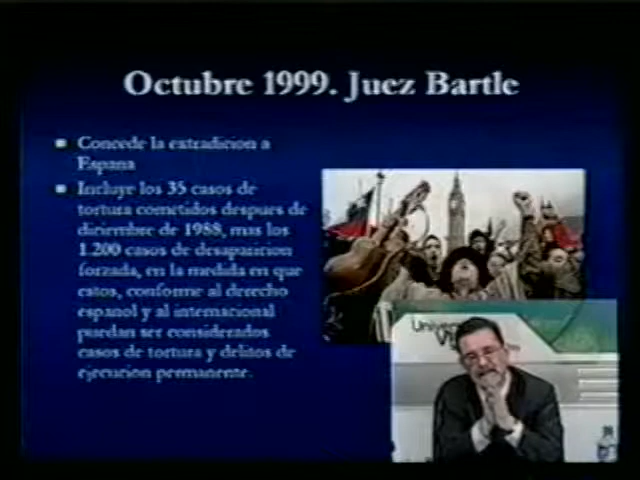 Octubre 1999. Juez Bartle
Concede la extradicion a
Espana
Incluye los 35 casos de
tortura cometidos despues de
diciembre de 1988, mas los
1.200 casos de desaparicion
forzada, en la medida en que
estos, conforme al derecho
espanol y al internacional
puedan ser considerados
casos de tortura y delitos de
ejecucion permanente.